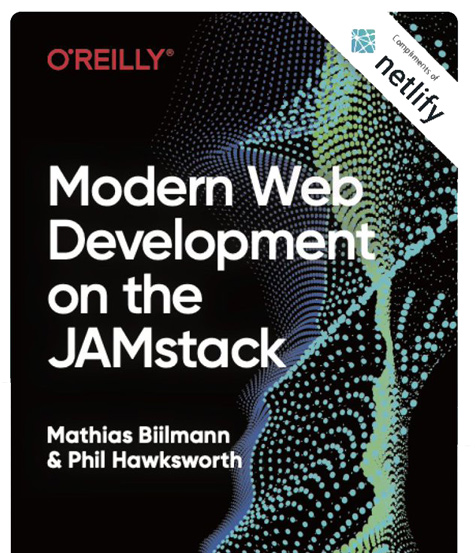 O'REILLY®
Compliments of
netlify
Modern Web
Development
on the
JAMstack
Mathias Biilmann
& Phil Hawksworth